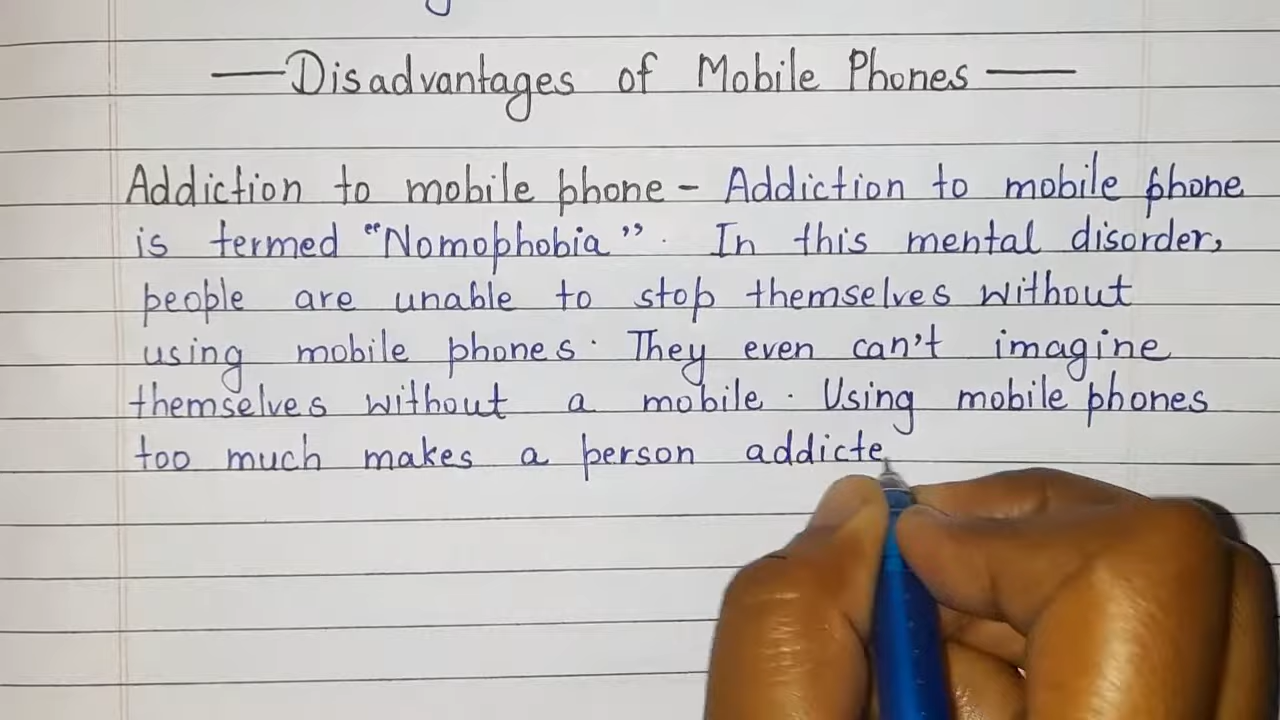 — Disadvantages of Mobile Phones —
Addiction to mobile phone - Addiction to mobile phone
is termed "Nomophobia". In this mental disorder,
people are unable to stop themselves without
using mobile phones. They even can't imagine
themselves without a mobile. Using mobile phones
too much makes a person addicte